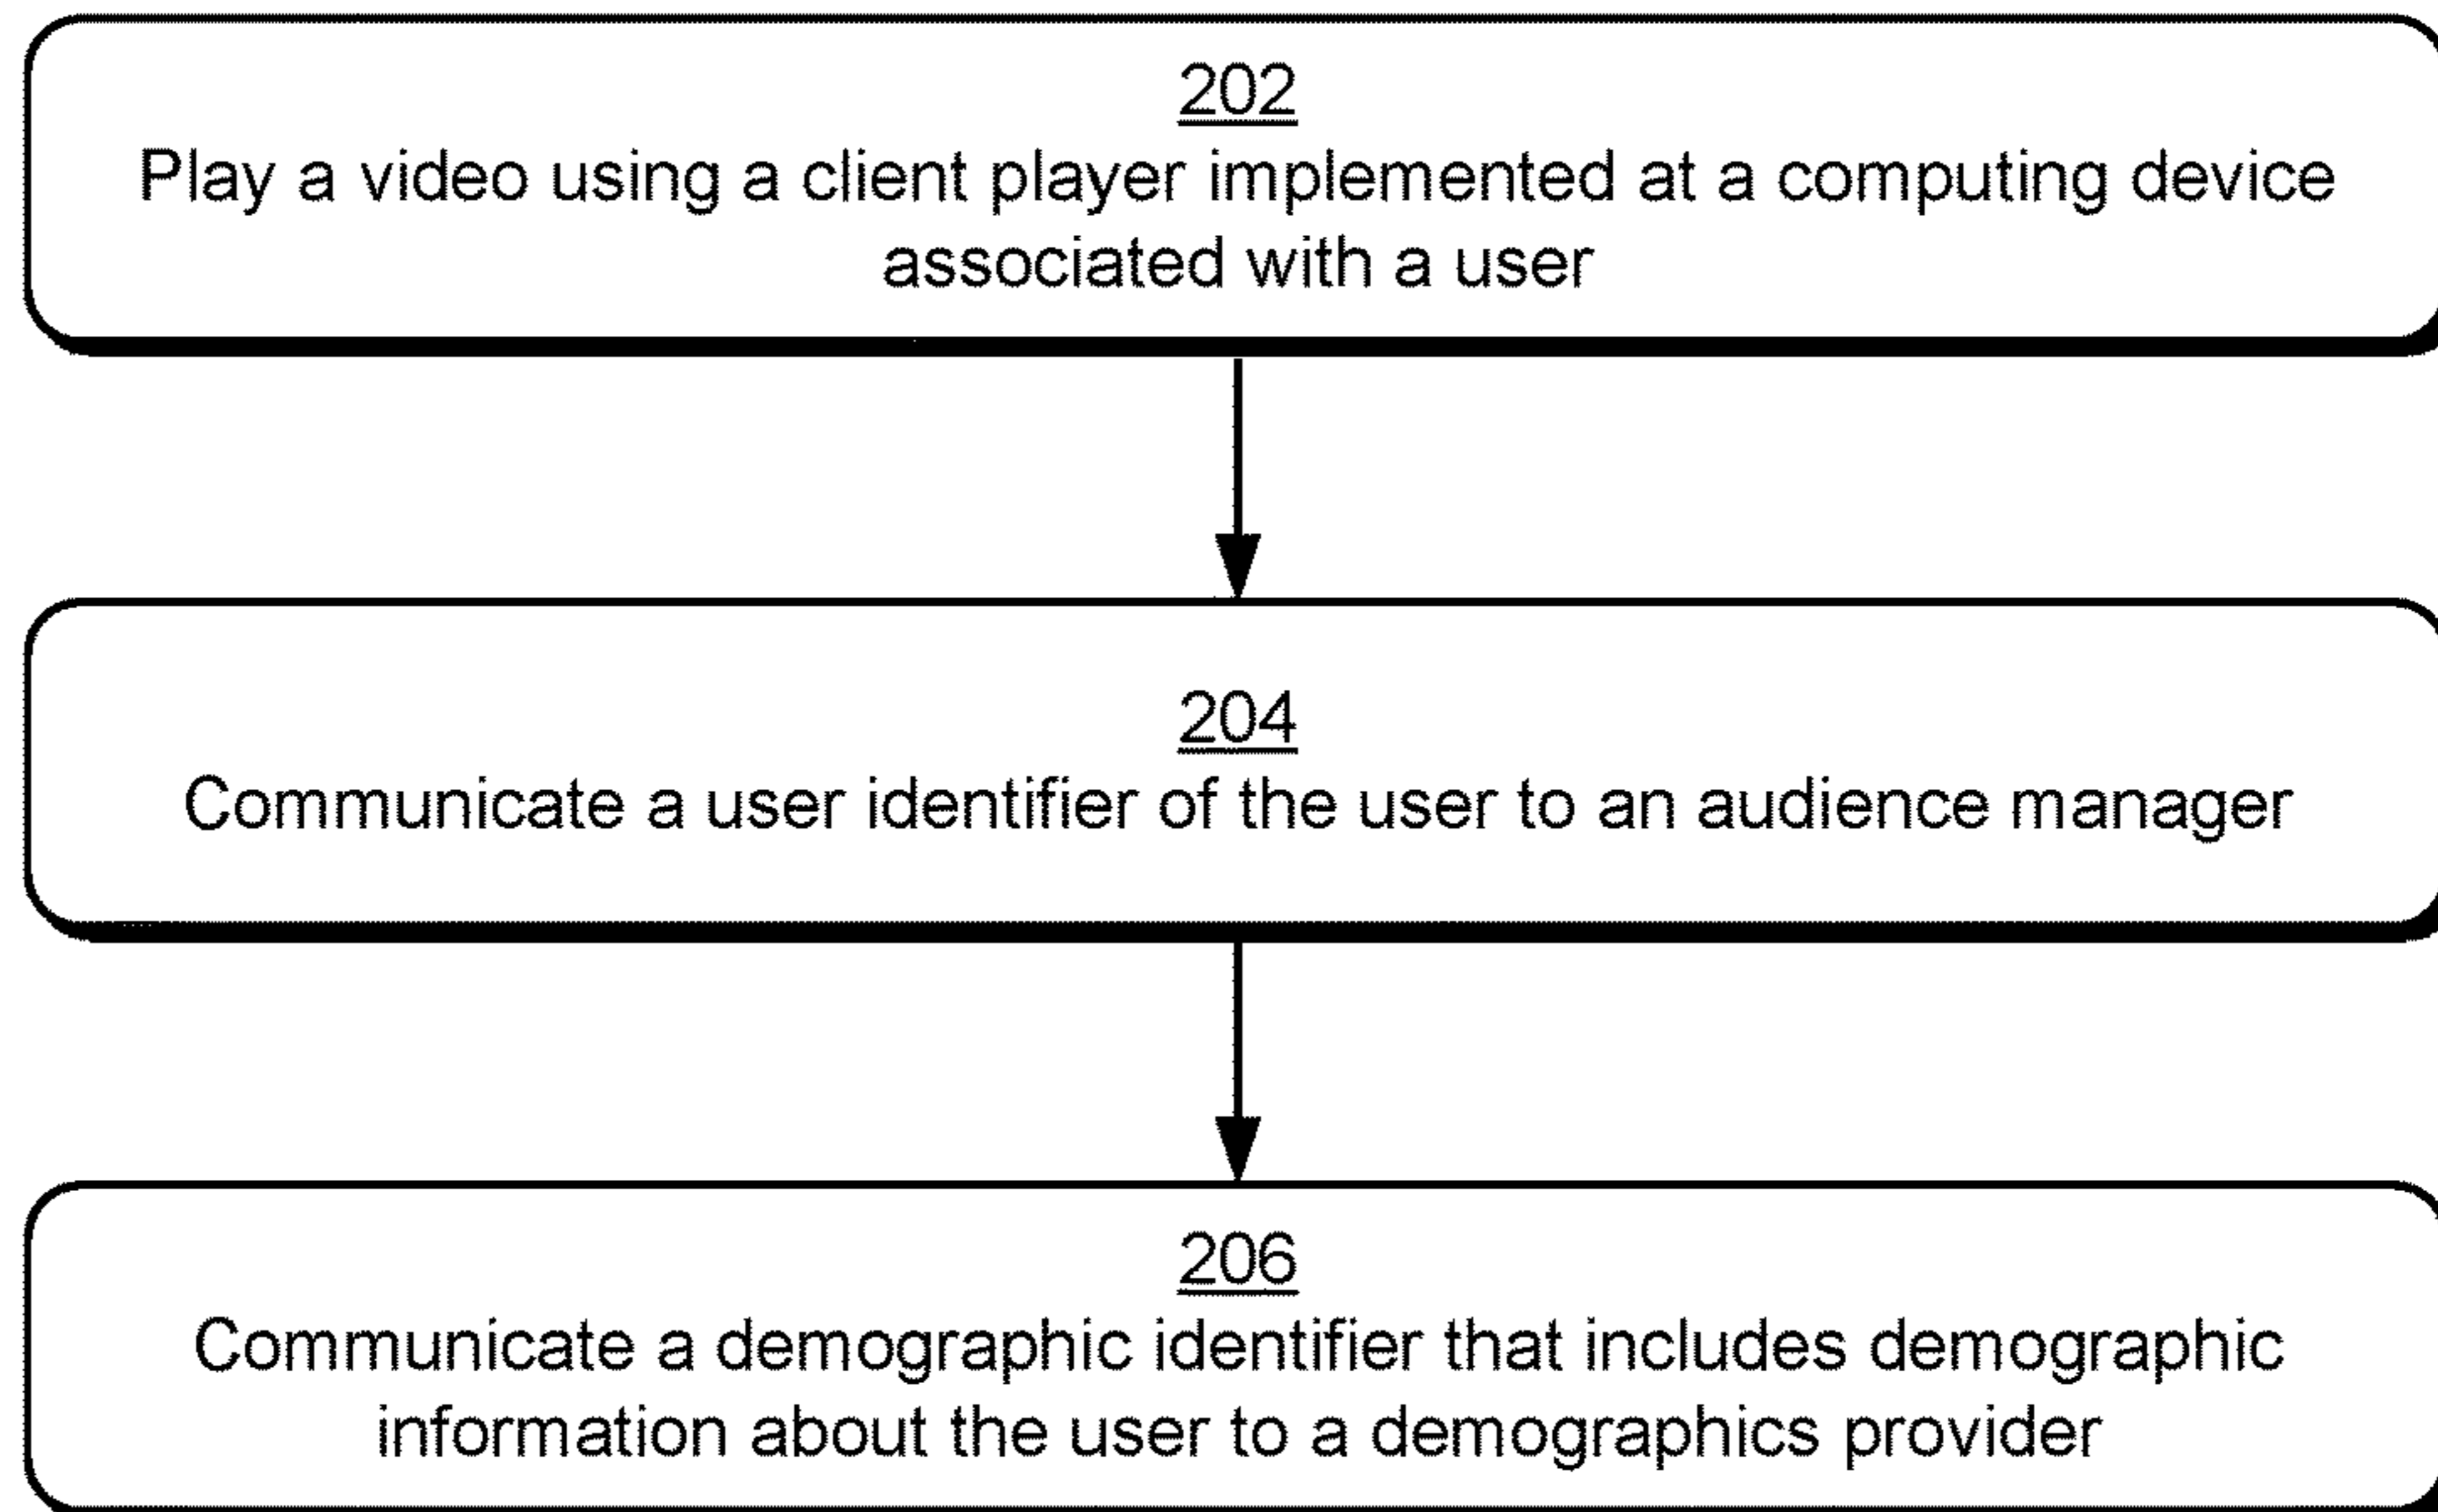 202
Play a video using a client player implemented at a computing device
associated with a user
204
Communicate a user identifier of the user to an audience manager
206
Communicate a demographic identifier that includes demographic
information about the user to a demographics provider